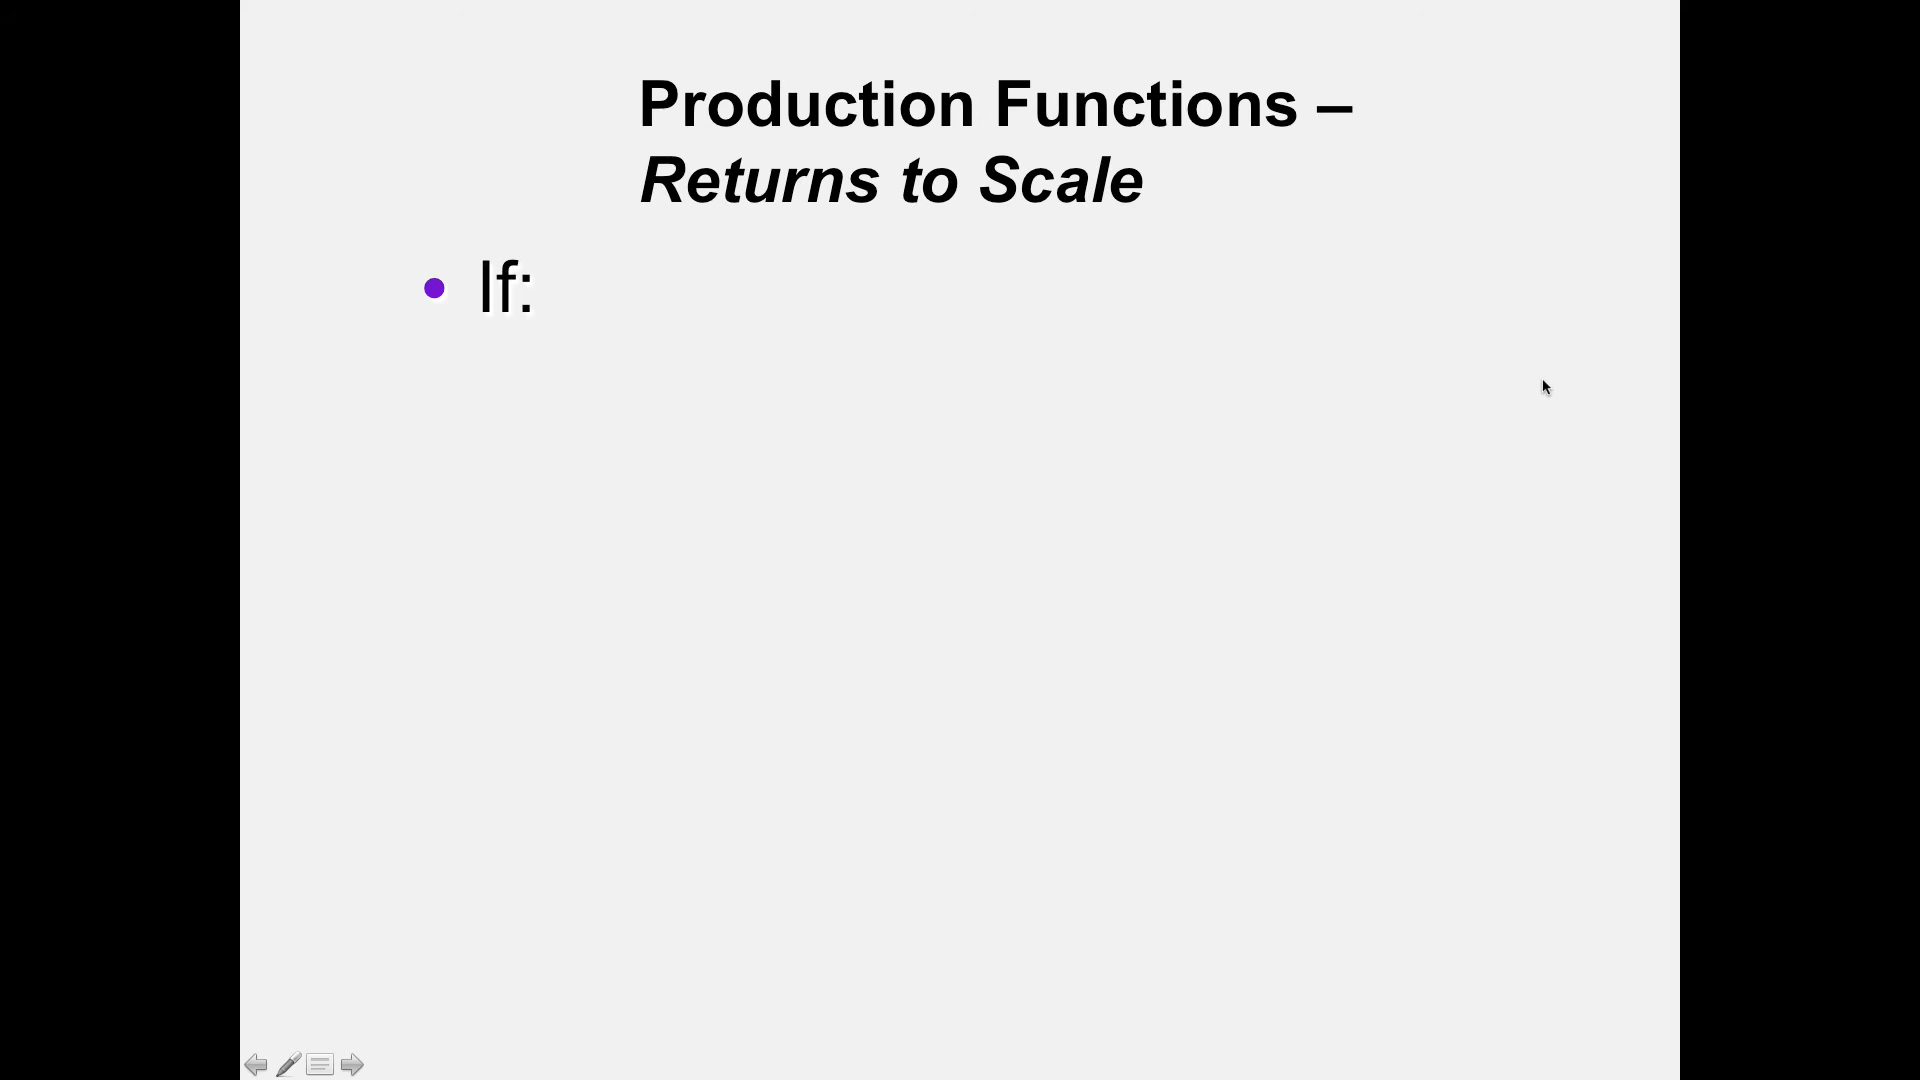 Production Functions –
Returns to Scale
• If: